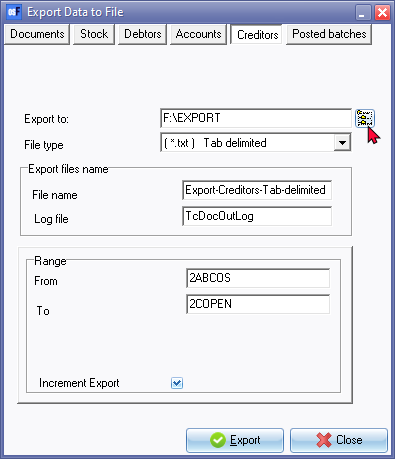 Export Data to File
Documents Stock Debtors Accounts Creditors Posted batches
Export to: F:\EXPORT
File type ( *.txt ) Tab delimited
Export files name
File name Export-Creditors-Tab-delimited
Log file TcDocOutLog
Range
From 2ABCOS
To 2COPEN
Increment Export
Export Close